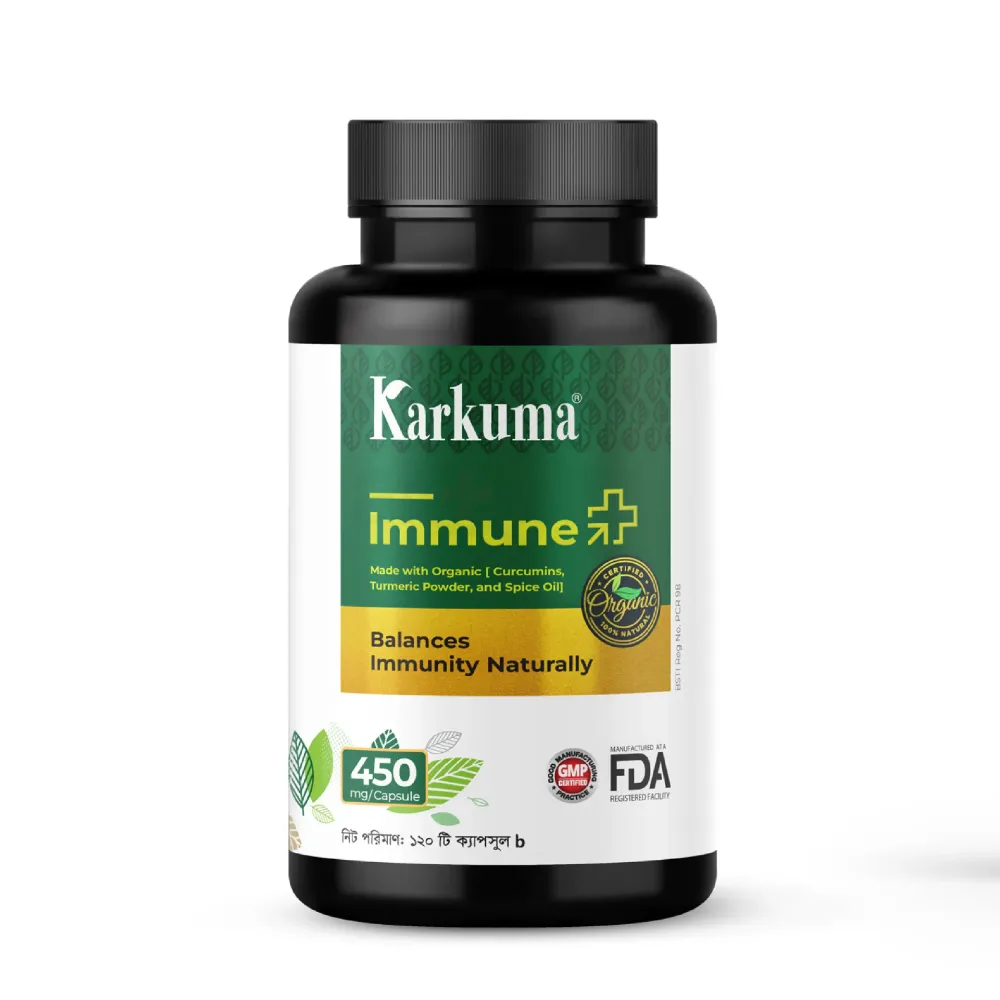 Karkuma®
Immune
Made with Organic [ Curcumins,
Turmeric Powder, and Spice Oil]
CERTIFIED
Organic
100% NATURAL
Balances
Immunity Naturally
BSTI Reg No. PCR 98
450
mg/Capsule
GOOD MANUFACTURING
GMP
CERTIFIED
PRACTICE
MANUFACTURED AT A
FDA
REGISTERED FACILITY
নিট পরিমাণ: ১২০ টি ক্যাপসুল b